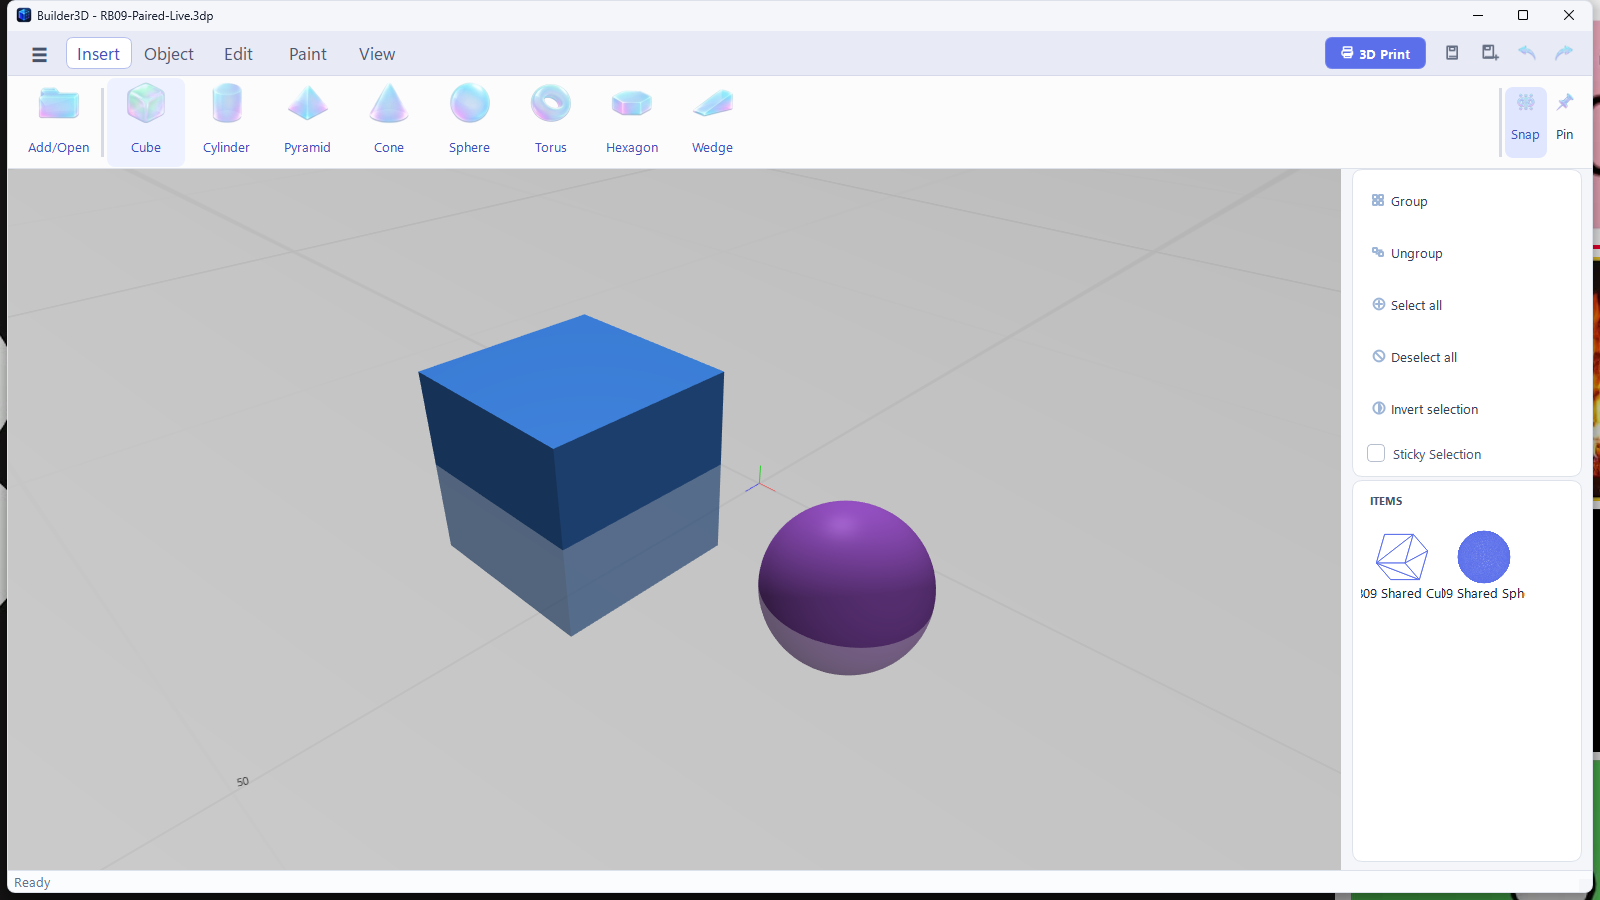 Builder3D - RB09-Paired-Live.3dp
Insert Object Edit Paint View
3D Print
Add/Open Cube Cylinder Pyramid Cone Sphere Torus Hexagon Wedge
Snap Pin
Group
Ungroup
Select all
Deselect all
Invert selection
Sticky Selection
ITEMS
09 Shared Cu 9 Shared Sph
50
Ready